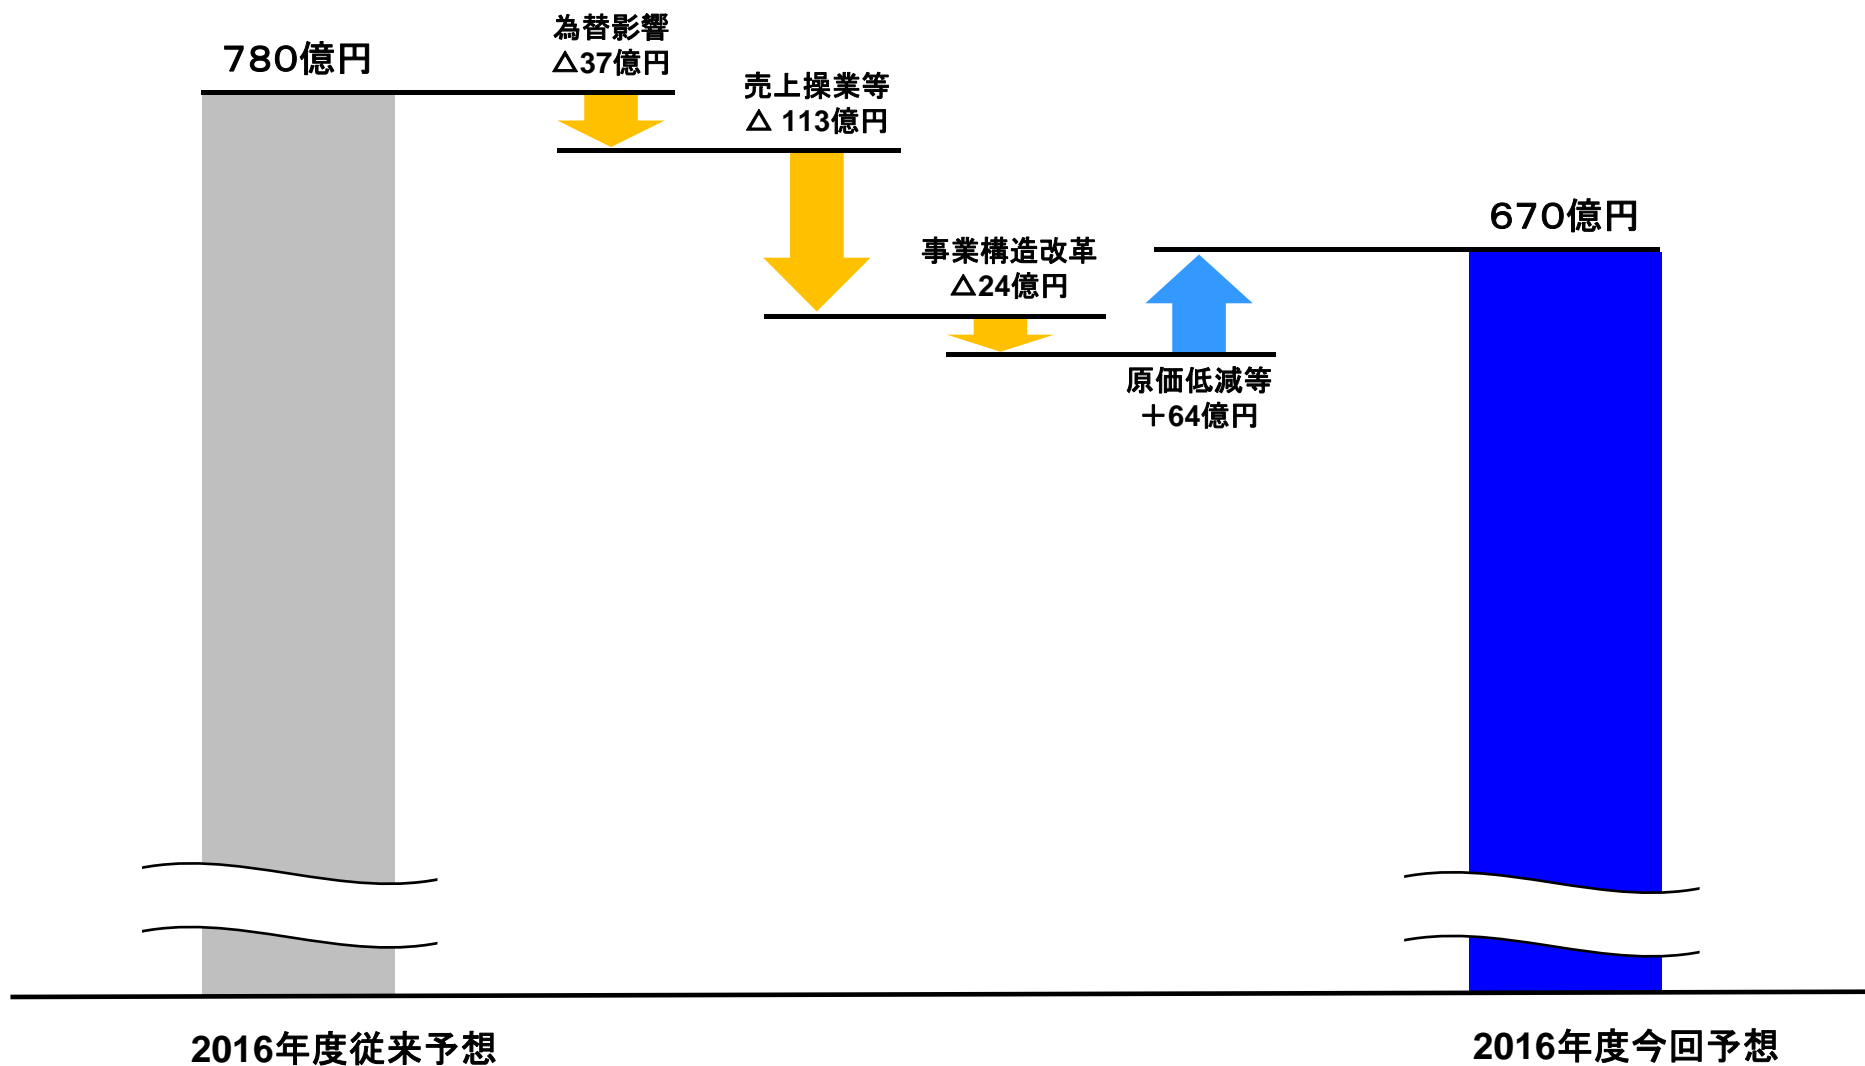 780億円
為替影響
△37億円
売上操業等
△ 113億円
事業構造改革
△24億円
原価低減等
＋64億円
670億円
2016年度従来予想
2016年度今回予想